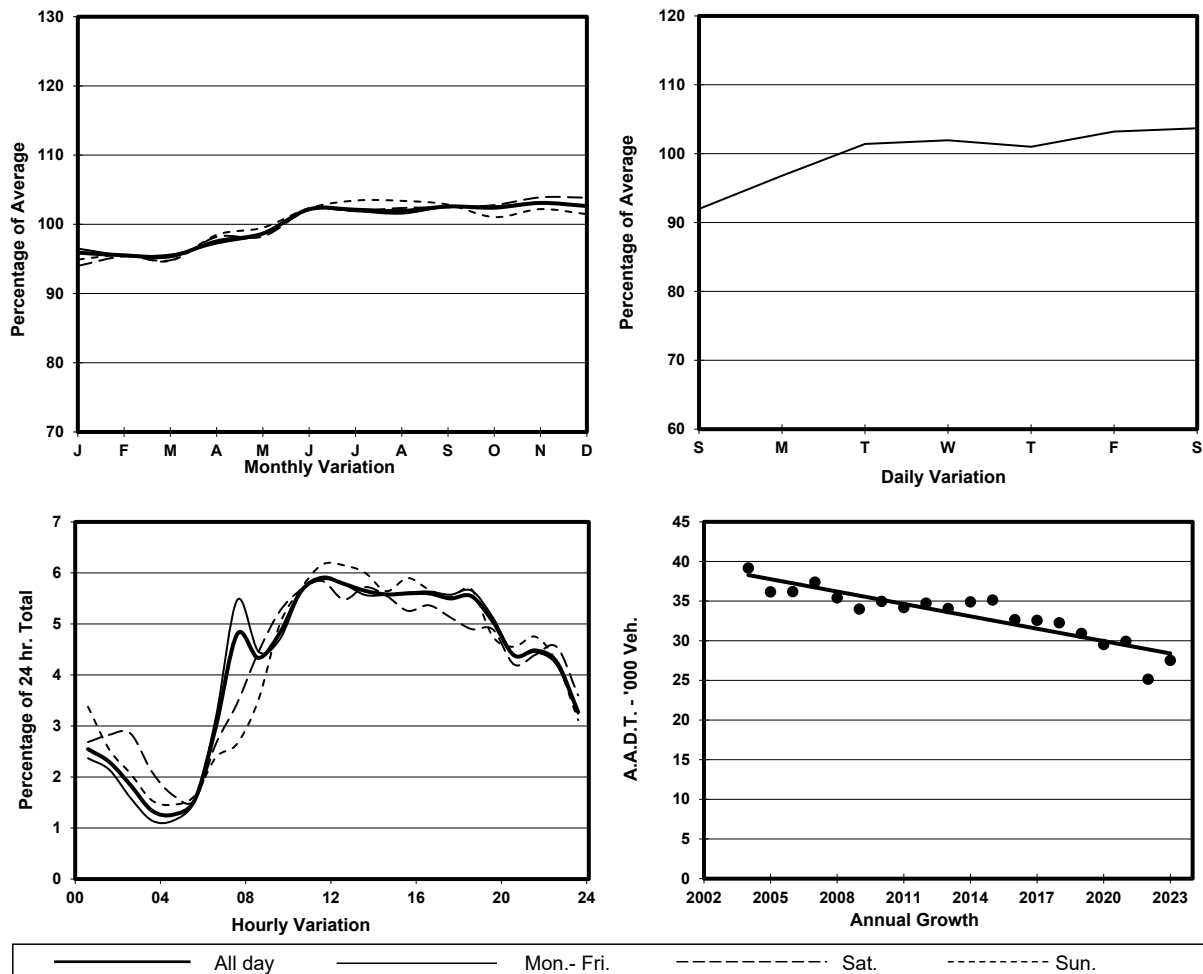 130
120
110
100
90
80
70
Percentage of Average
J F M A M J J A S O N D
Monthly Variation
120
110
100
90
80
70
60
Percentage of Average
S M T W T F S
Daily Variation
7
6
5
4
3
2
1
0
Percentage of 24 hr. Total
00 04 08 12 16 20 24
Hourly Variation
45
40
35
30
25
20
15
10
5
0
A.A.D.T. - '000 Veh.
2002 2005 2008 2011 2014 2017 2020 2023
Annual Growth
All day Mon.- Fri. Sat. Sun.